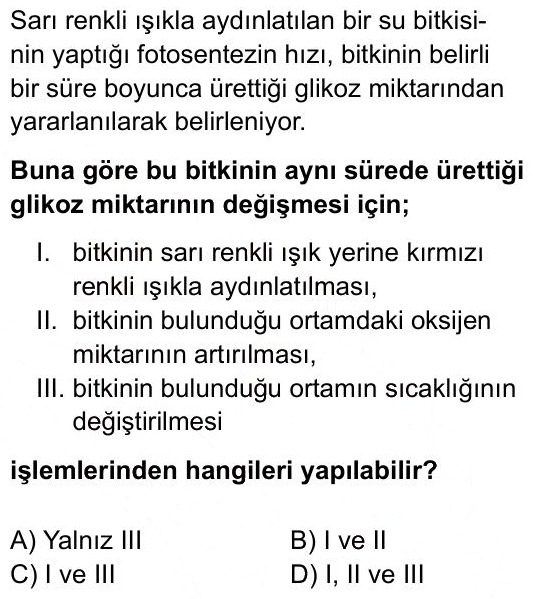 Sarı renkli ışıkla aydınlatılan bir su bitkisi-
nin yaptığı fotosentezin hızı, bitkinin belirli
bir süre boyunca ürettiği glikoz miktarından
yararlanılarak belirleniyor.
Buna göre bu bitkinin aynı sürede ürettiği
glikoz miktarının değişmesi için;
I. bitkinin sarı renkli ışık yerine kırmızı
renkli ışıkla aydınlatılması,
II. bitkinin bulunduğu ortamdaki oksijen
miktarının artırılması,
III. bitkinin bulunduğu ortamın sıcaklığının
değiştirilmesi
işlemlerinden hangileri yapılabilir?
A) Yalnız III B) I ve II
C) I ve III D) I, II ve III